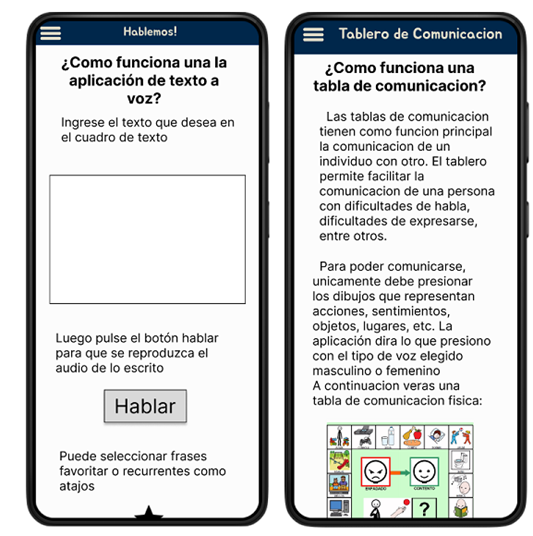 Hablemos!
¿Como funciona una la
aplicación de texto a
voz?
Ingrese el texto que desea en
el cuadro de texto
Luego pulse el botón hablar
para que se reproduzca el
audio de lo escrito
Hablar
Puede seleccionar frases
favoritar o recurrentes como
atajos
Tablero de Comunicacion
¿Como funciona una
tabla de comunicacion?
Las tablas de comunicacion
tienen como funcion principal
la comunicacion de un
individuo con otro. El tablero
permite facilitar la
comunicacion de una persona
con dificultades de habla,
dificultades de expresarse,
entre otros.
Para poder comunicarse,
unicamente debe presionar
los dibujos que representan
acciones, sentimientos,
objetos, lugares, etc. La
aplicación dira lo que presiono
con el tipo de voz elegido
masculino o femenino
A continuacion veras una
tabla de comunicacion fisica:
ENFADADO
CONTENTO
?